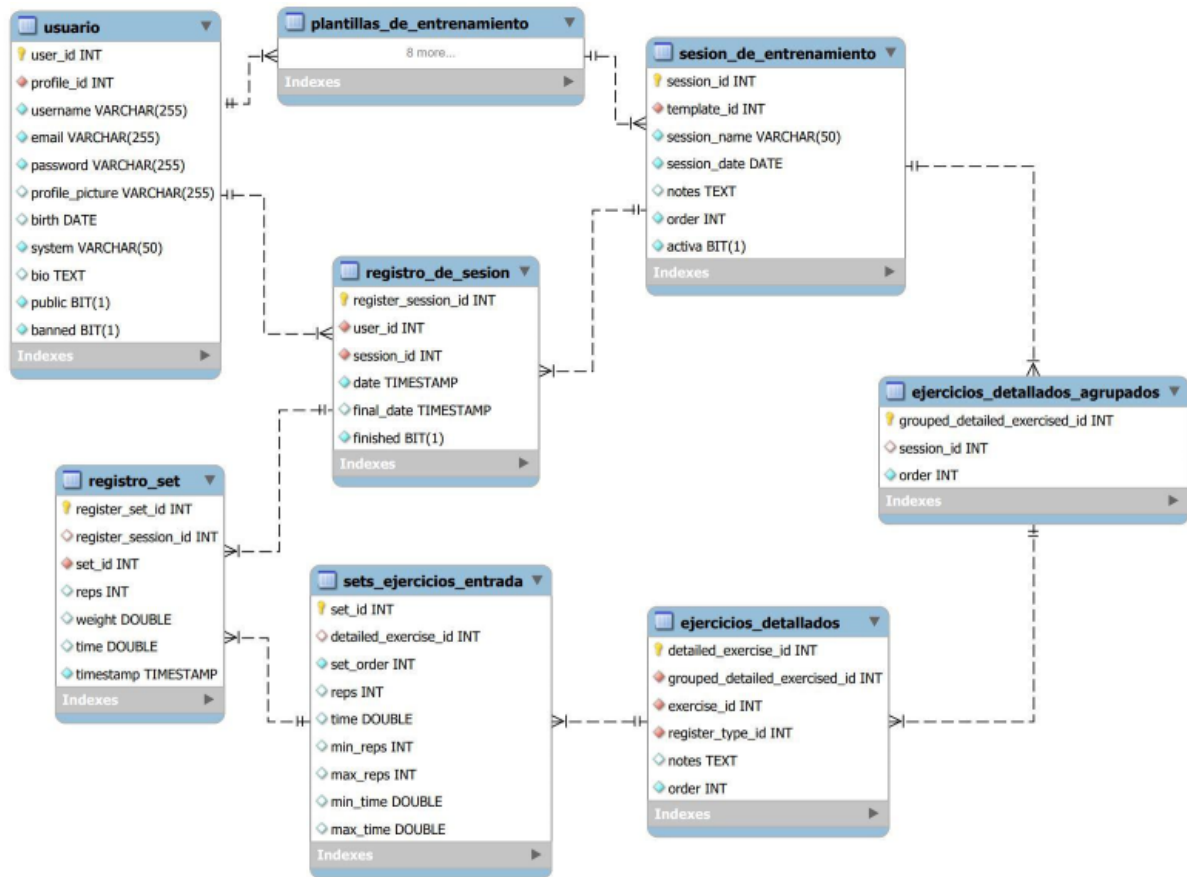 usuario
user_id INT
profile_id INT
username VARCHAR(255)
email VARCHAR(255)
password VARCHAR(255)
profile_picture VARCHAR(255)
birth DATE
system VARCHAR(50)
bio TEXT
public BIT(1)
banned BIT(1)
Indexes
plantillas_de_entrenamiento
8 more...
Indexes
sesion_de_entrenamiento
session_id INT
template_id INT
session_name VARCHAR(50)
session_date DATE
notes TEXT
order INT
activa BIT(1)
Indexes
registro_de_sesion
register_session_id INT
user_id INT
session_id INT
date TIMESTAMP
final_date TIMESTAMP
finished BIT(1)
Indexes
ejercicios_detallados_agrupados
grouped_detailed_exercised_id INT
session_id INT
order INT
Indexes
registro_set
register_set_id INT
register_session_id INT
set_id INT
reps INT
weight DOUBLE
time DOUBLE
timestamp TIMESTAMP
Indexes
sets_ejercicios_entrada
set_id INT
detailed_exercise_id INT
set_order INT
reps INT
time DOUBLE
min_reps INT
max_reps INT
min_time DOUBLE
max_time DOUBLE
Indexes
ejercicios_detallados
detailed_exercise_id INT
grouped_detailed_exercised_id INT
exercise_id INT
register_type_id INT
notes TEXT
order INT
Indexes